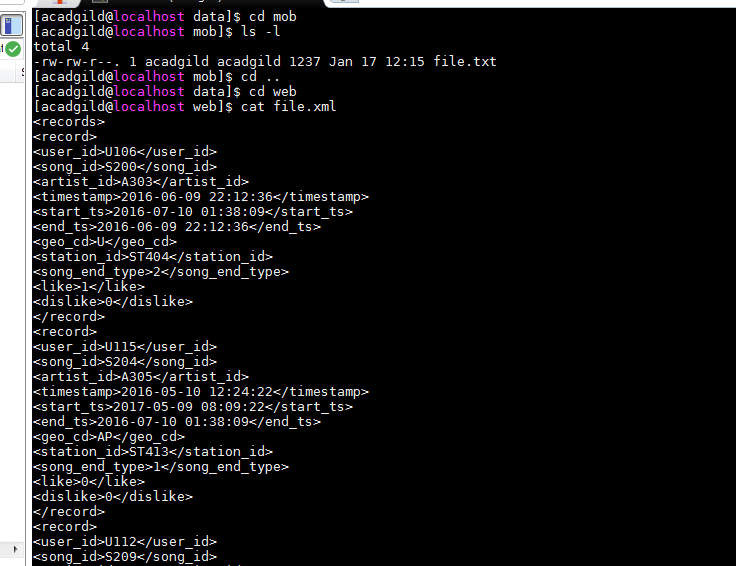 [acadgild@localhost data]$ cd mob
[acadgild@localhost mob]$ ls -l
total 4
-rw-rw-r--. 1 acadgild acadgild 1237 Jan 17 12:15 file.txt
[acadgild@localhost mob]$ cd ..
[acadgild@localhost data]$ cd web
[acadgild@localhost web]$ cat file.xml
<records>
<record>
<user_id>U106</user_id>
<song_id>S200</song_id>
<artist_id>A303</artist_id>
<timestamp>2016-06-09 22:12:36</timestamp>
<start_ts>2016-07-10 01:38:09</start_ts>
<end_ts>2016-06-09 22:12:36</end_ts>
<geo_cd>U</geo_cd>
<station_id>ST404</station_id>
<song_end_type>2</song_end_type>
<like>1</like>
<dislike>0</dislike>
</record>
<record>
<user_id>U115</user_id>
<song_id>S204</song_id>
<artist_id>A305</artist_id>
<timestamp>2016-05-10 12:24:22</timestamp>
<start_ts>2017-05-09 08:09:22</start_ts>
<end_ts>2016-07-10 01:38:09</end_ts>
<geo_cd>AP</geo_cd>
<station_id>ST413</station_id>
<song_end_type>1</song_end_type>
<like>0</like>
<dislike>0</dislike>
</record>
<record>
<user_id>U112</user_id>
<song_id>S209</song_id>